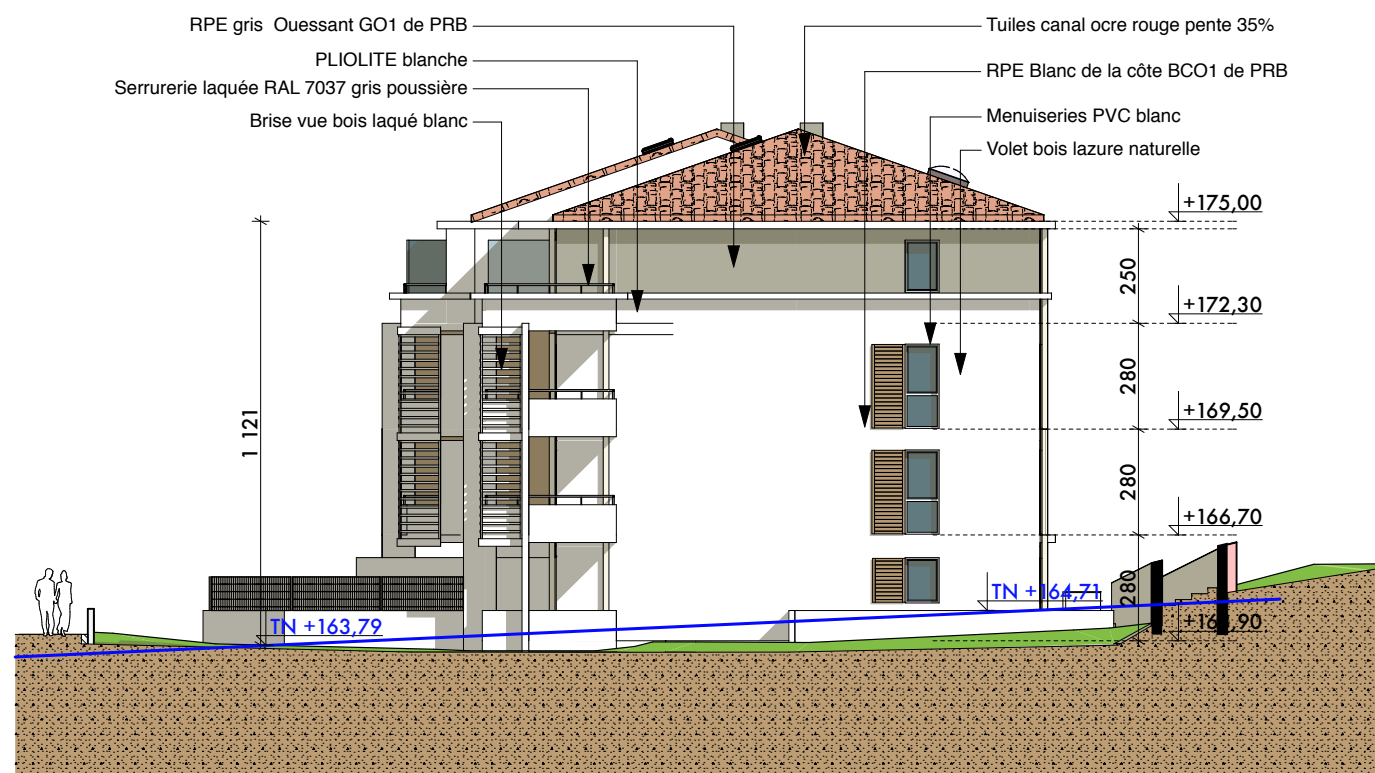 RPE gris Ouessant GO1 de PRB
PLIOLITE blanche
Serrurerie laquée RAL 7037 gris poussière
Brise vue bois laqué blanc
Tuiles canal ocre rouge pente 35%
RPE Blanc de la côte BCO1 de PRB
Menuiseries PVC blanc
Volet bois lazure naturelle
+175,00
250
+172,30
280
+169,50
280
+166,70
280
1 121
TN +164,71
TN +163,79